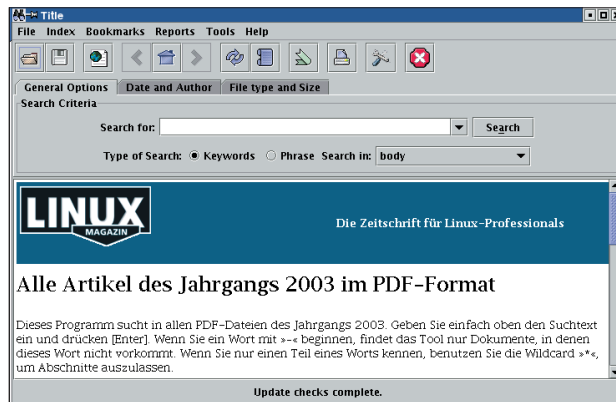 Title
File Index Bookmarks Reports Tools Help
General Options Date and Author File type and Size
Search Criteria
Search for: Search
Type of Search: Keywords Phrase Search in: body
LINUX
MAGAZIN
Die Zeitschrift für Linux-Professionals
Alle Artikel des Jahrgangs 2003 im PDF-Format
Dieses Programm sucht in allen PDF-Dateien des Jahrgangs 2003. Geben Sie einfach oben den Suchtext
ein und drücken [Enter]. Wenn Sie ein Wort mit »-« beginnen, findet das Tool nur Dokumente, in denen
dieses Wort nicht vorkommt. Wenn Sie nur einen Teil eines Worts kennen, benutzen Sie die Wildcard »*«,
um Abschnitte auszulassen.
Update checks complete.